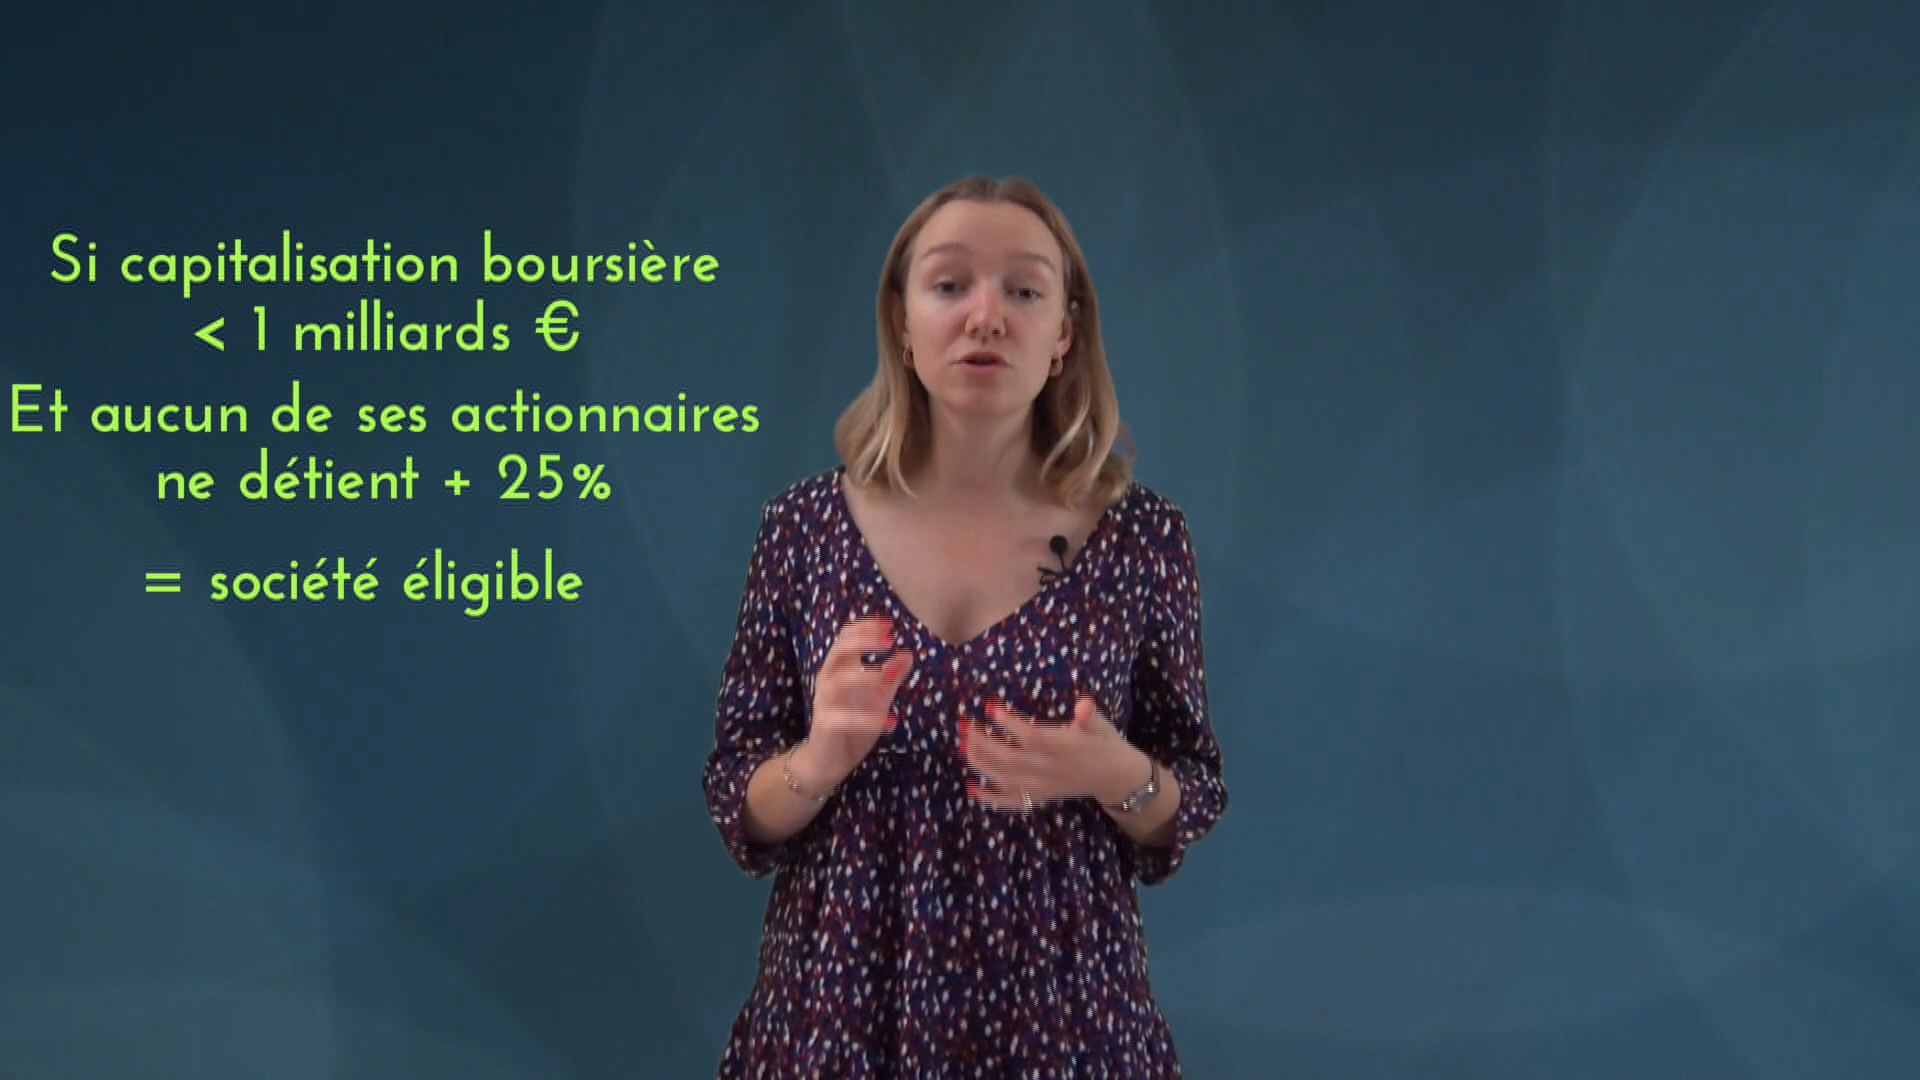 Si capitalisation boursière
< 1 milliards €
Et aucun de ses actionnaires
ne détient + 25%
= société éligible